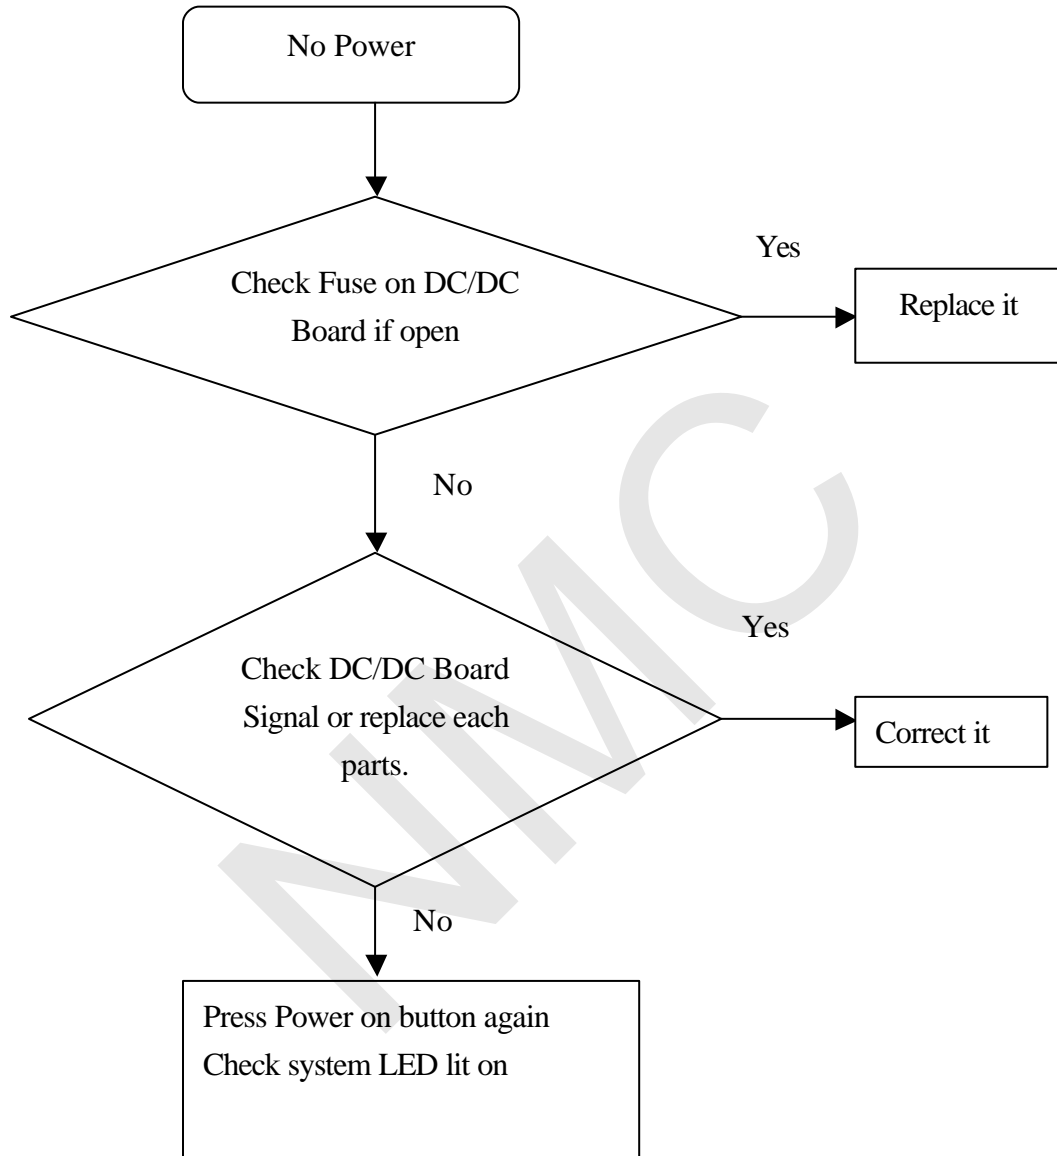 No Power
Check Fuse on DC/DC
Board if open
Yes
Replace it
No
Check DC/DC Board
Signal or replace each
parts.
Yes
Correct it
No
Press Power on button again
Check system LED lit on
NMC